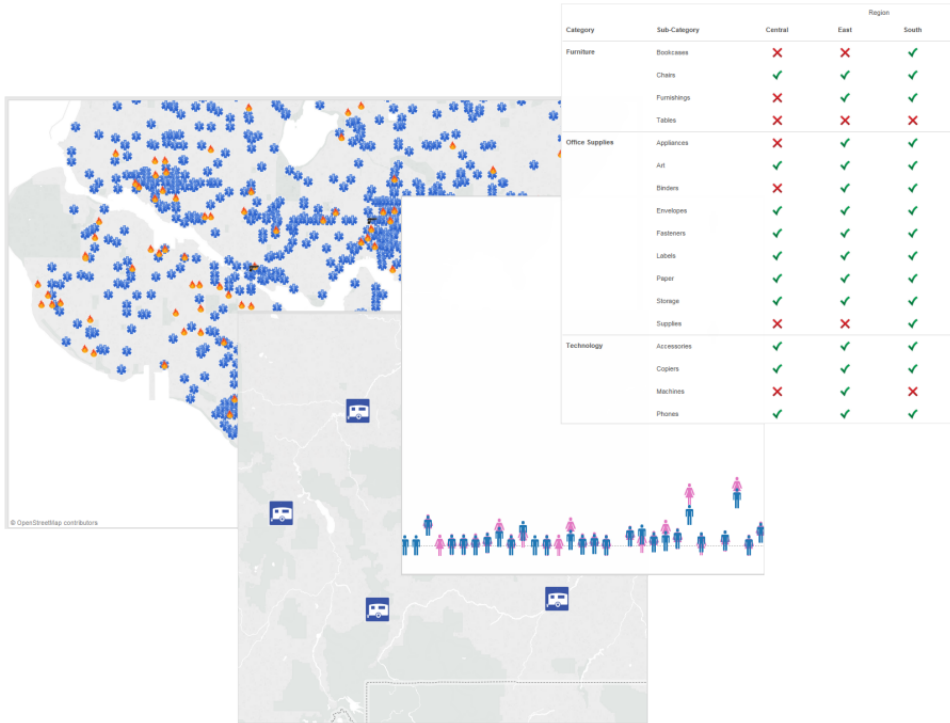 Region
Category Sub-Category Central East South
Furniture Bookcases
Chairs
Furnishings
Tables
Office Supplies Appliances
Art
Binders
Envelopes
Fasteners
Labels
Paper
Storage
Supplies
Technology Accessories
Copiers
Machines
Phones
© OpenStreetMap contributors